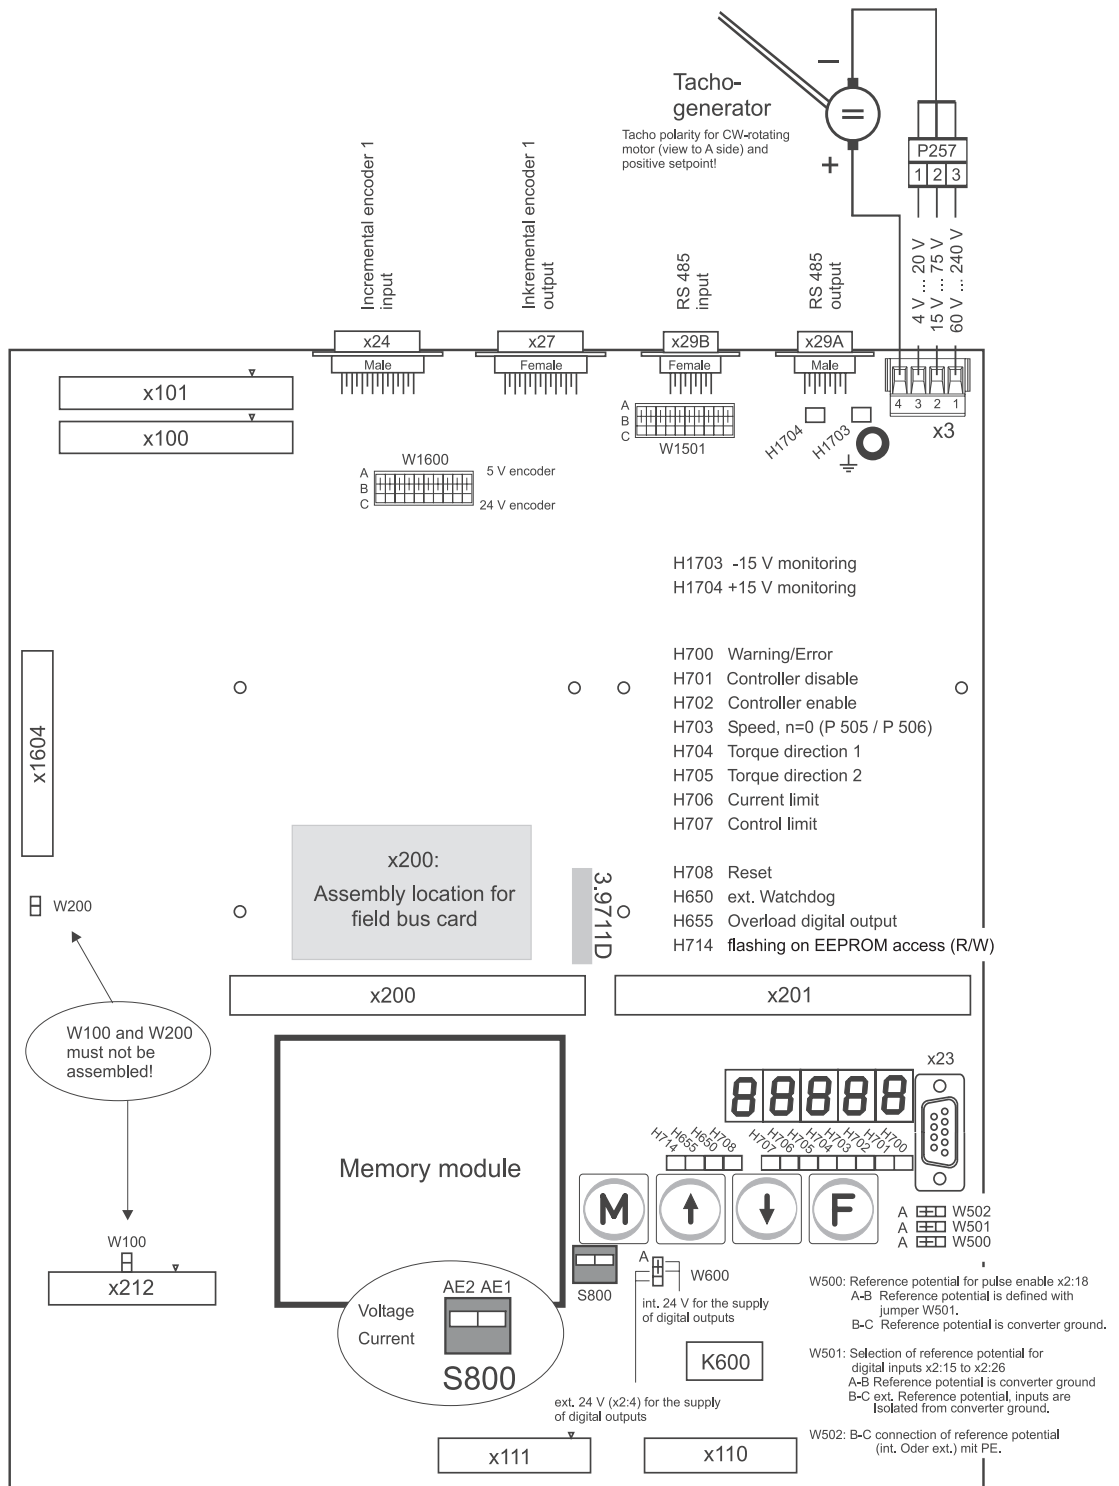 Tacho-
generator
Tacho polarity for CW-rotating
motor (view to A side) and
positive setpoint!
−
=
+
P257
1 2 3
4 V ... 20 V
15 V ... 75 V
60 V ... 240 V
Incremental encoder 1
input
Inkremental encoder 1
output
RS 485
input
RS 485
output
x24
Male
x27
Female
x29B
Female
x29A
Male
4 3 2 1
x3
x101
x100
A
B
C
W1501
H1704
H1703
W1600
A
B
C
5 V encoder
24 V encoder
H1703 -15 V monitoring
H1704 +15 V monitoring
H700 Warning/Error
H701 Controller disable
H702 Controller enable
H703 Speed, n=0 (P 505 / P 506)
H704 Torque direction 1
H705 Torque direction 2
H706 Current limit
H707 Control limit
H708 Reset
H650 ext. Watchdog
H655 Overload digital output
H714 flashing on EEPROM access (R/W)
x1604
W200
x200:
Assembly location for
field bus card
3.9711D
x200
x201
W100 and W200
must not be
assembled!
Memory module
x23
8 8 8 8 8
H714 H655 H650 H708
H707 H706 H705 H704 H703 H702 H701 H700
M ↑ ↓ F
A W502
A W501
A W500
W100
x212
S800
A
W600
int. 24 V for the supply
of digital outputs
AE2 AE1
Voltage
Current
S800
K600
ext. 24 V (x2:4) for the supply
of digital outputs
x111
x110
W500: Reference potential for pulse enable x2:18
A-B Reference potential is defined with
jumper W501.
B-C Reference potential is converter ground.
W501: Selection of reference potential for
digital inputs x2:15 to x2:26
A-B Reference potential is converter ground
B-C ext. Reference potential, inputs are
Isolated from converter ground.
W502: B-C connection of reference potential
(int. Oder ext.) mit PE.